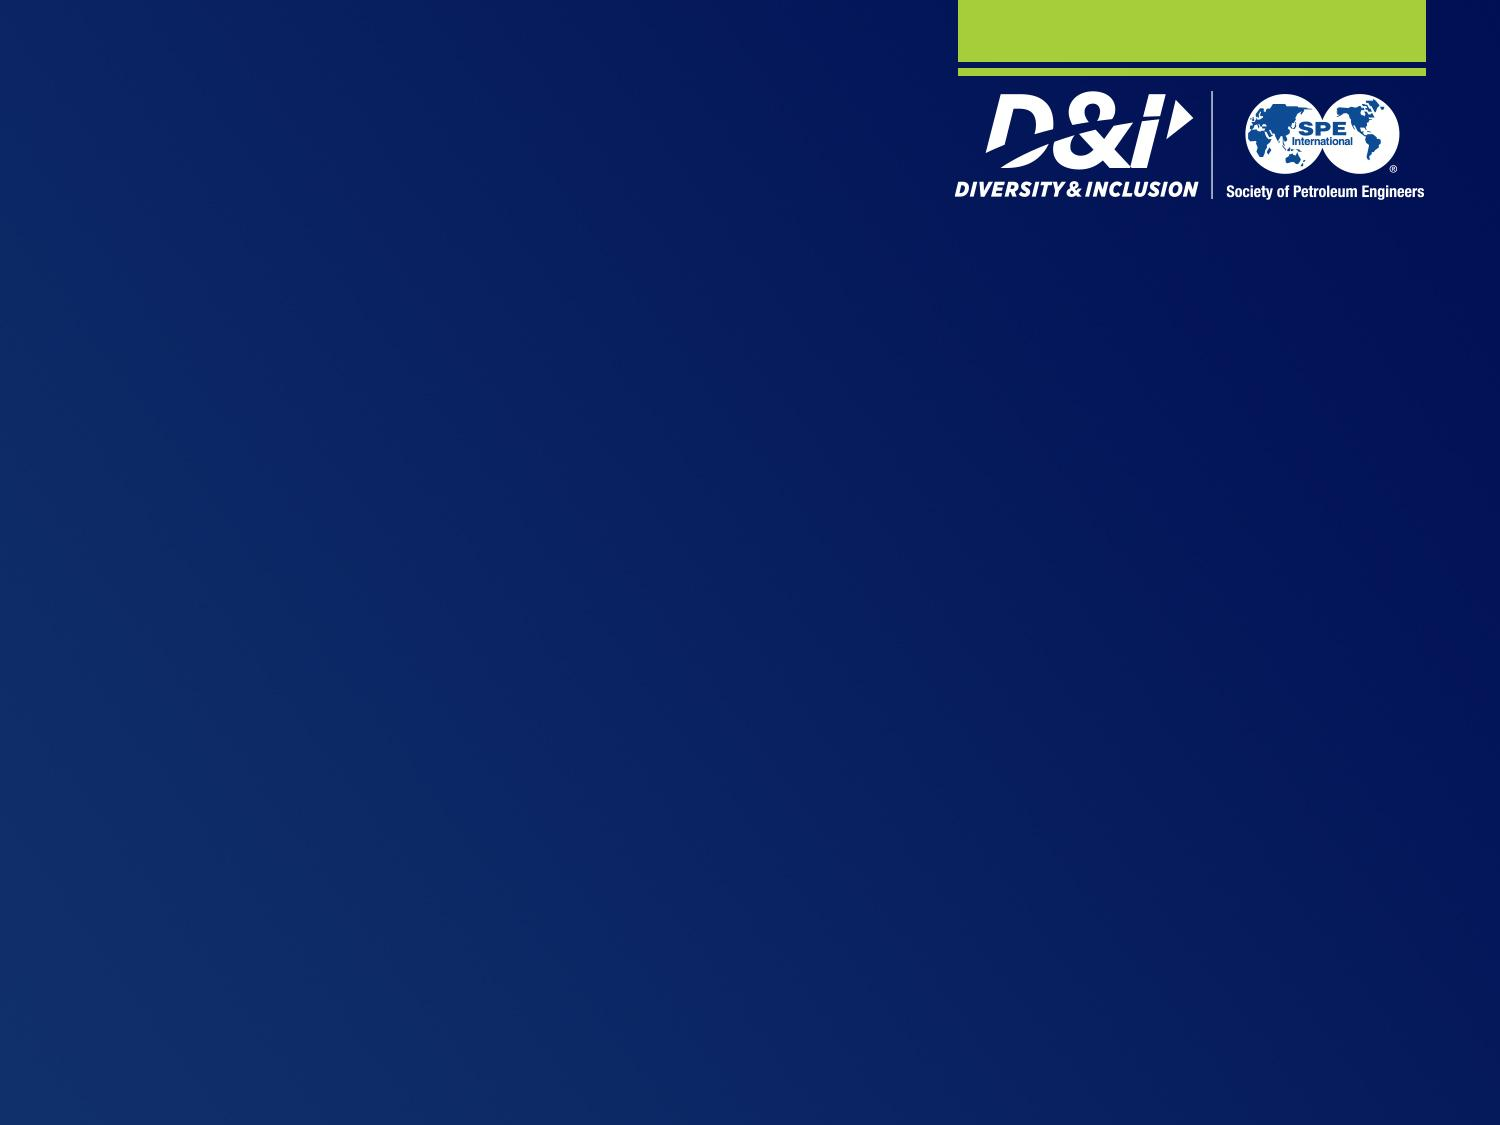 D&I
DIVERSITY & INCLUSION
SPE
International
®
Society of Petroleum Engineers